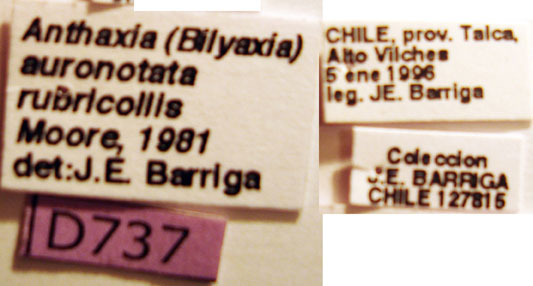 Anthaxia (Bilyaxia)
auronotata
rubricollis
Moore, 1981
det:J.E. Barriga
D737
CHILE, prov. Talca,
Alto Vilches
5 ene 1996
leg. JE. Barriga
Coleccion
J.E. BARRIGA
CHILE 127815